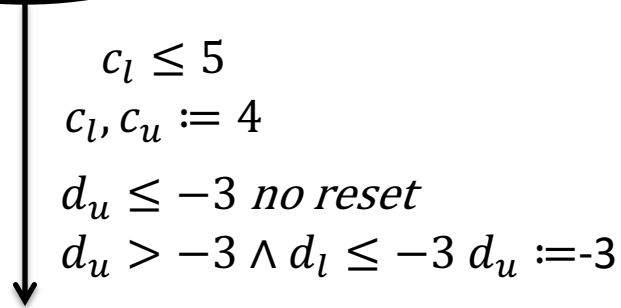 c_l ≤ 5
c_l, c_u ≔ 4
d_u ≤ −3 no reset
d_u > −3 ∧ d_l ≤ −3 d_u ≔-3